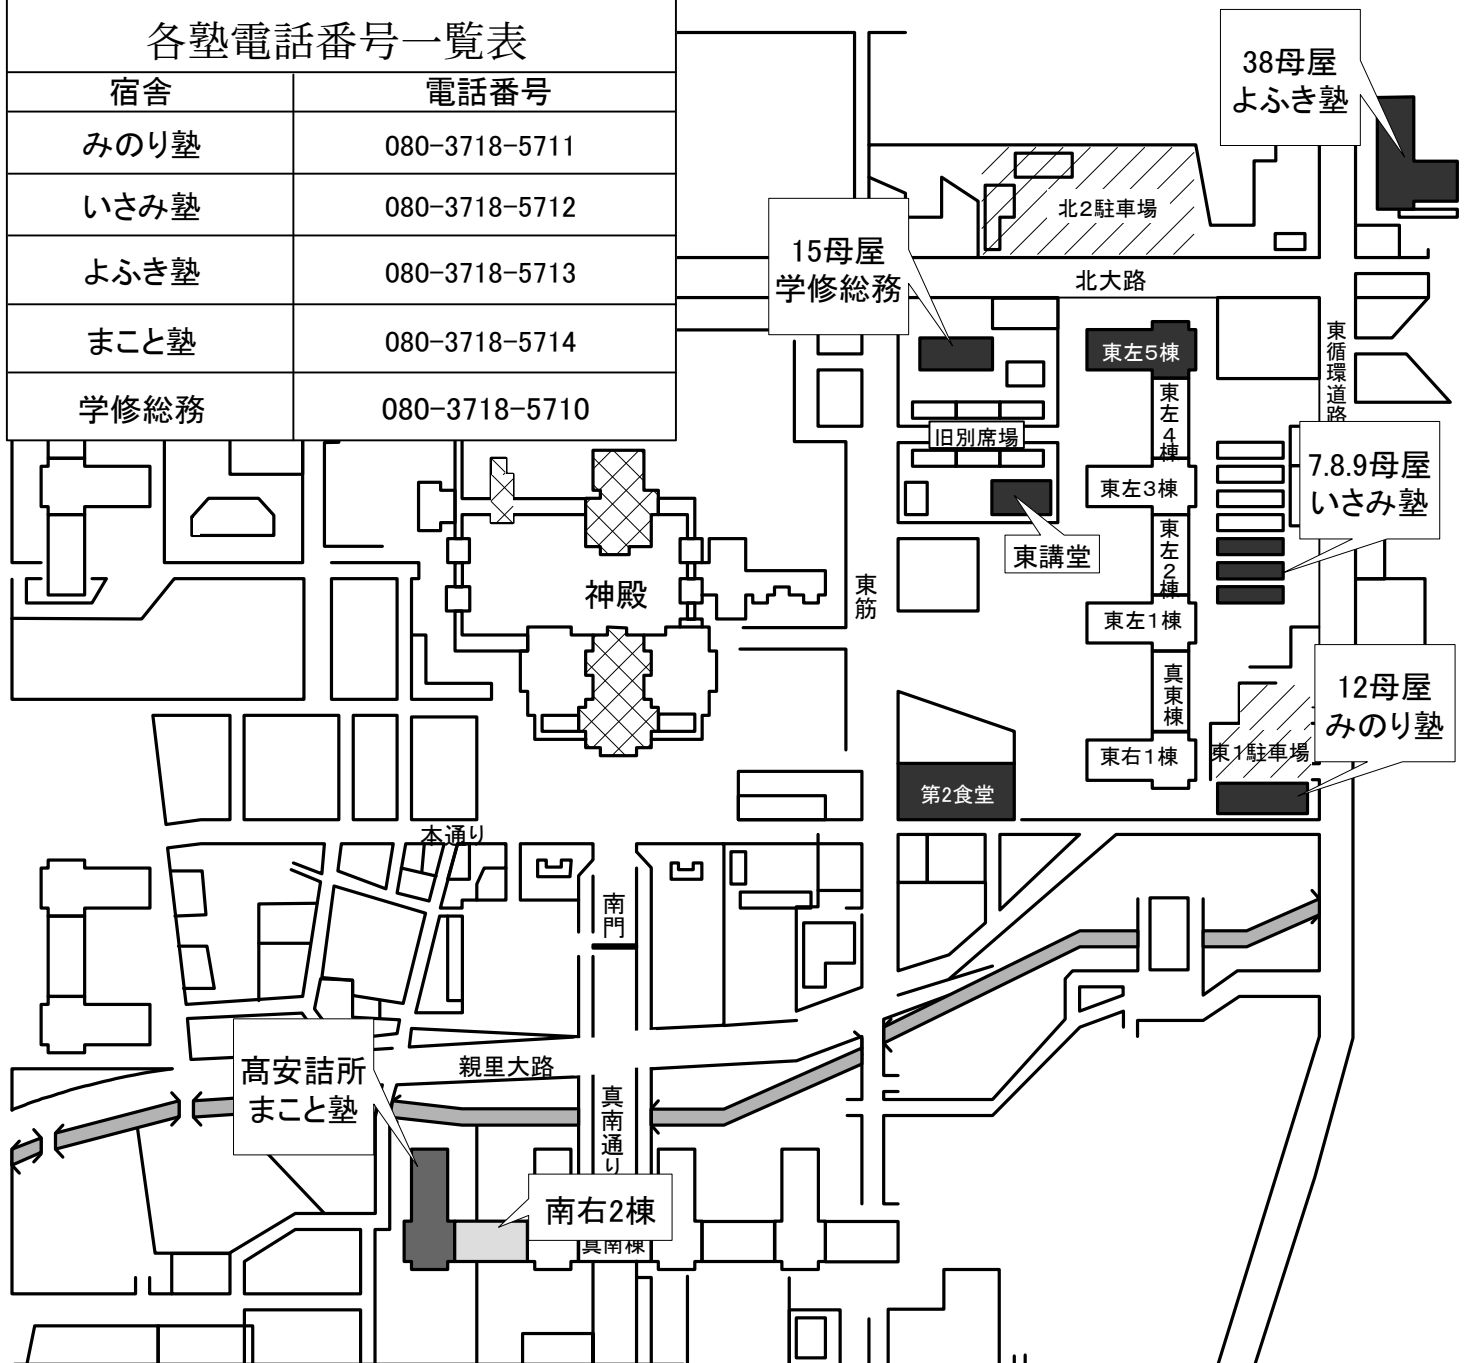 各塾電話番号一覧表
宿舎 電話番号
みのり塾 080-3718-5711
いさみ塾 080-3718-5712
よふき塾 080-3718-5713
まこと塾 080-3718-5714
学修総務 080-3718-5710
38母屋
よふき塾
北2駐車場
15母屋
学修総務
北大路
東循環道路
東左5棟
東左4棟
旧別席場
7.8.9母屋
いさみ塾
東左3棟
東講堂
東左2棟
神殿
東筋
東左1棟
真東棟
12母屋
みのり塾
東右1棟
東1駐車場
第2食堂
本通り
南門
髙安詰所
まこと塾
親里大路
真南通り
南右2棟
真南棟